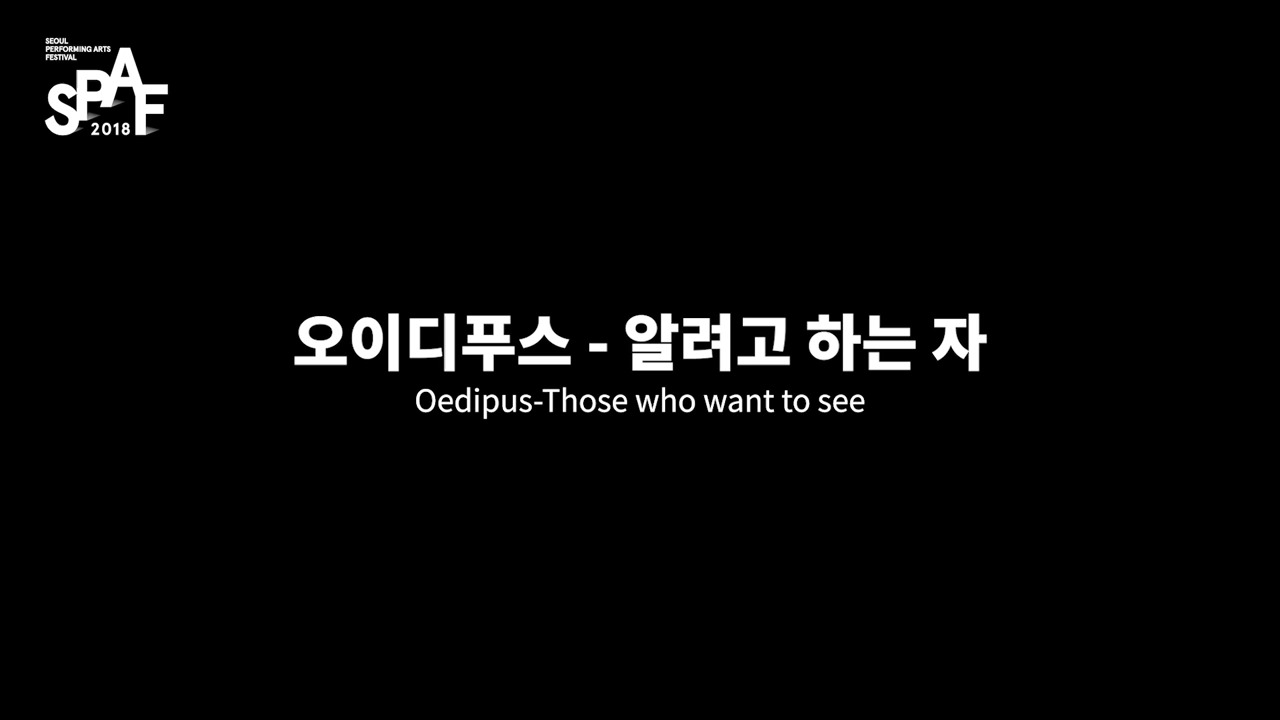 SEOUL
PERFORMING ARTS
FESTIVAL
SPAF
2018
오이디푸스 - 알려고 하는 자
Oedipus-Those who want to see